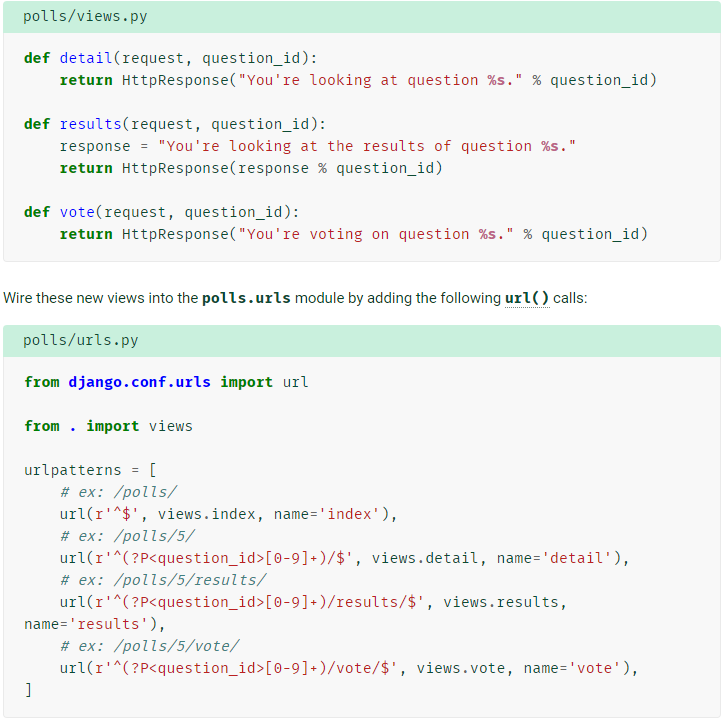 polls/views.py
def detail(request, question_id):
    return HttpResponse("You're looking at question %s." % question_id)

def results(request, question_id):
    response = "You're looking at the results of question %s."
    return HttpResponse(response % question_id)

def vote(request, question_id):
    return HttpResponse("You're voting on question %s." % question_id)

Wire these new views into the polls.urls module by adding the following url() calls:
polls/urls.py
from django.conf.urls import url

from . import views

urlpatterns = [
    # ex: /polls/
    url(r'^$', views.index, name='index'),
    # ex: /polls/5/
    url(r'^(?P<question_id>[0-9]+)/$', views.detail, name='detail'),
    # ex: /polls/5/results/
    url(r'^(?P<question_id>[0-9]+)/results/$', views.results,
name='results'),
    # ex: /polls/5/vote/
    url(r'^(?P<question_id>[0-9]+)/vote/$', views.vote, name='vote'),
]